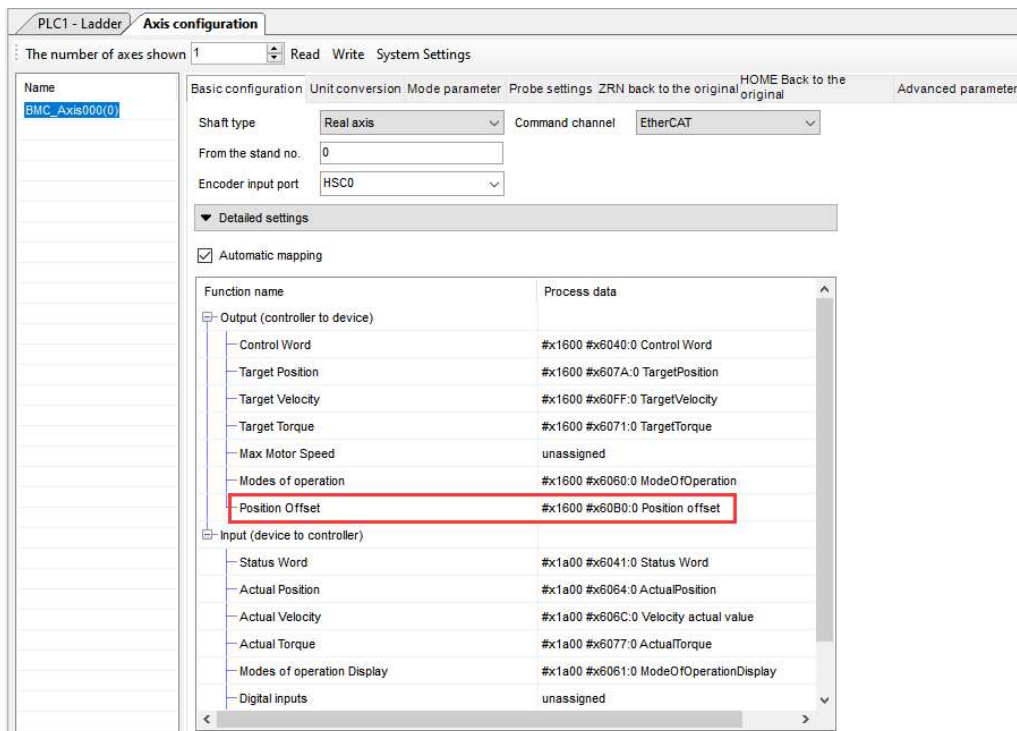 PLC1 - Ladder Axis configuration
The number of axes shown 1 Read Write System Settings
Name
BMC_Axis000(0)
Basic configuration Unit conversion Mode parameter Probe settings ZRN back to the original HOME Back to the original Advanced parameter
Shaft type Real axis Command channel EtherCAT
From the stand no. 0
Encoder input port HSC0
Detailed settings
Automatic mapping
Function name Process data
Output (controller to device)
Control Word #x1600 #x6040:0 Control Word
Target Position #x1600 #x607A:0 TargetPosition
Target Velocity #x1600 #x60FF:0 TargetVelocity
Target Torque #x1600 #x6071:0 TargetTorque
Max Motor Speed unassigned
Modes of operation #x1600 #x6060:0 ModeOfOperation
Position Offset #x1600 #x60B0:0 Position offset
Input (device to controller)
Status Word #x1a00 #x6041:0 Status Word
Actual Position #x1a00 #x6064:0 ActualPosition
Actual Velocity #x1a00 #x606C:0 Velocity actual value
Actual Torque #x1a00 #x6077:0 ActualTorque
Modes of operation Display #x1a00 #x6061:0 ModeOfOperationDisplay
Digital inputs unassigned